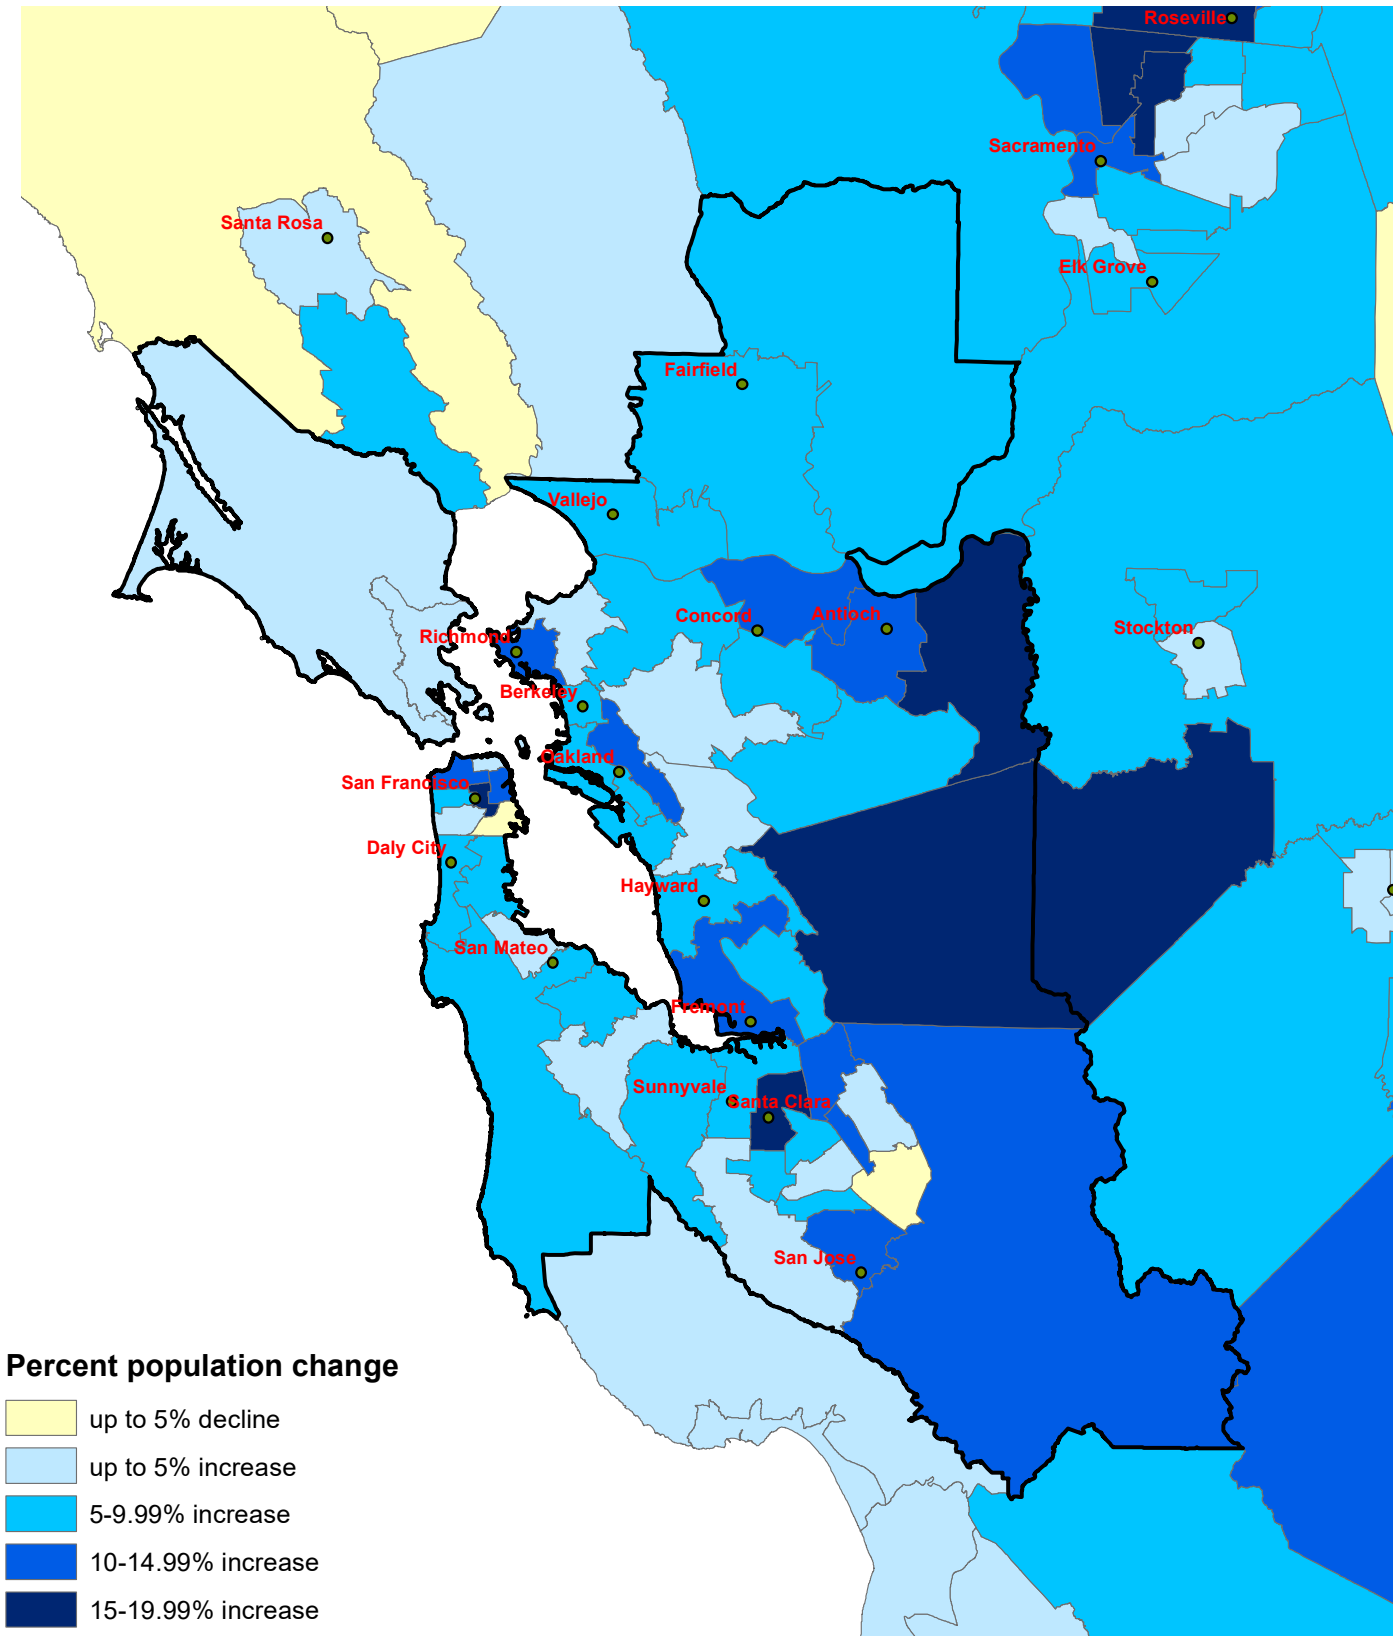 Roseville
Sacramento
Santa Rosa
Elk Grove
Fairfield
Vallejo
Concord
Antioch
Stockton
Richmond
Berkeley
Oakland
San Francisco
Daly City
Hayward
San Mateo
Fremont
Sunnyvale
Santa Clara
San Jose
Percent population change
up to 5% decline
up to 5% increase
5-9.99% increase
10-14.99% increase
15-19.99% increase